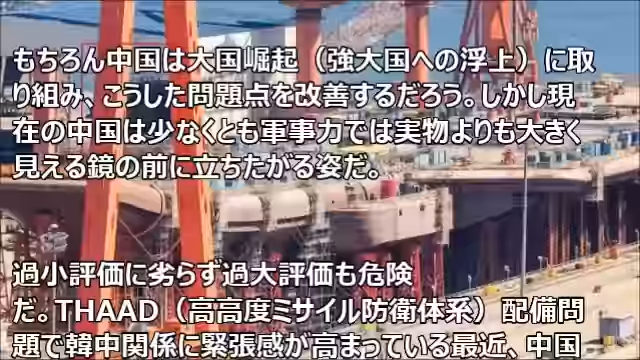 もちろん中国は大国崛起（強大国への浮上）に取
り組み、こうした問題点を改善するだろう。しかし現
在の中国は少なくとも軍事力では実物よりも大きく
見える鏡の前に立ちたがる姿だ。
過小評価に劣らず過大評価も危険
だ。THAAD（高高度ミサイル防衛体系）配備問
題で韓中関係に緊張感が高まっている最近、中国